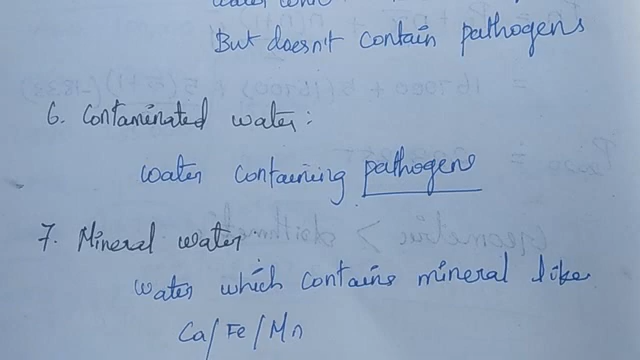 But doesn't contain pathogens
6. Contaminated water:
water containing pathogens
7. Mineral water:
water which contains mineral like
Ca/Fe/Mn